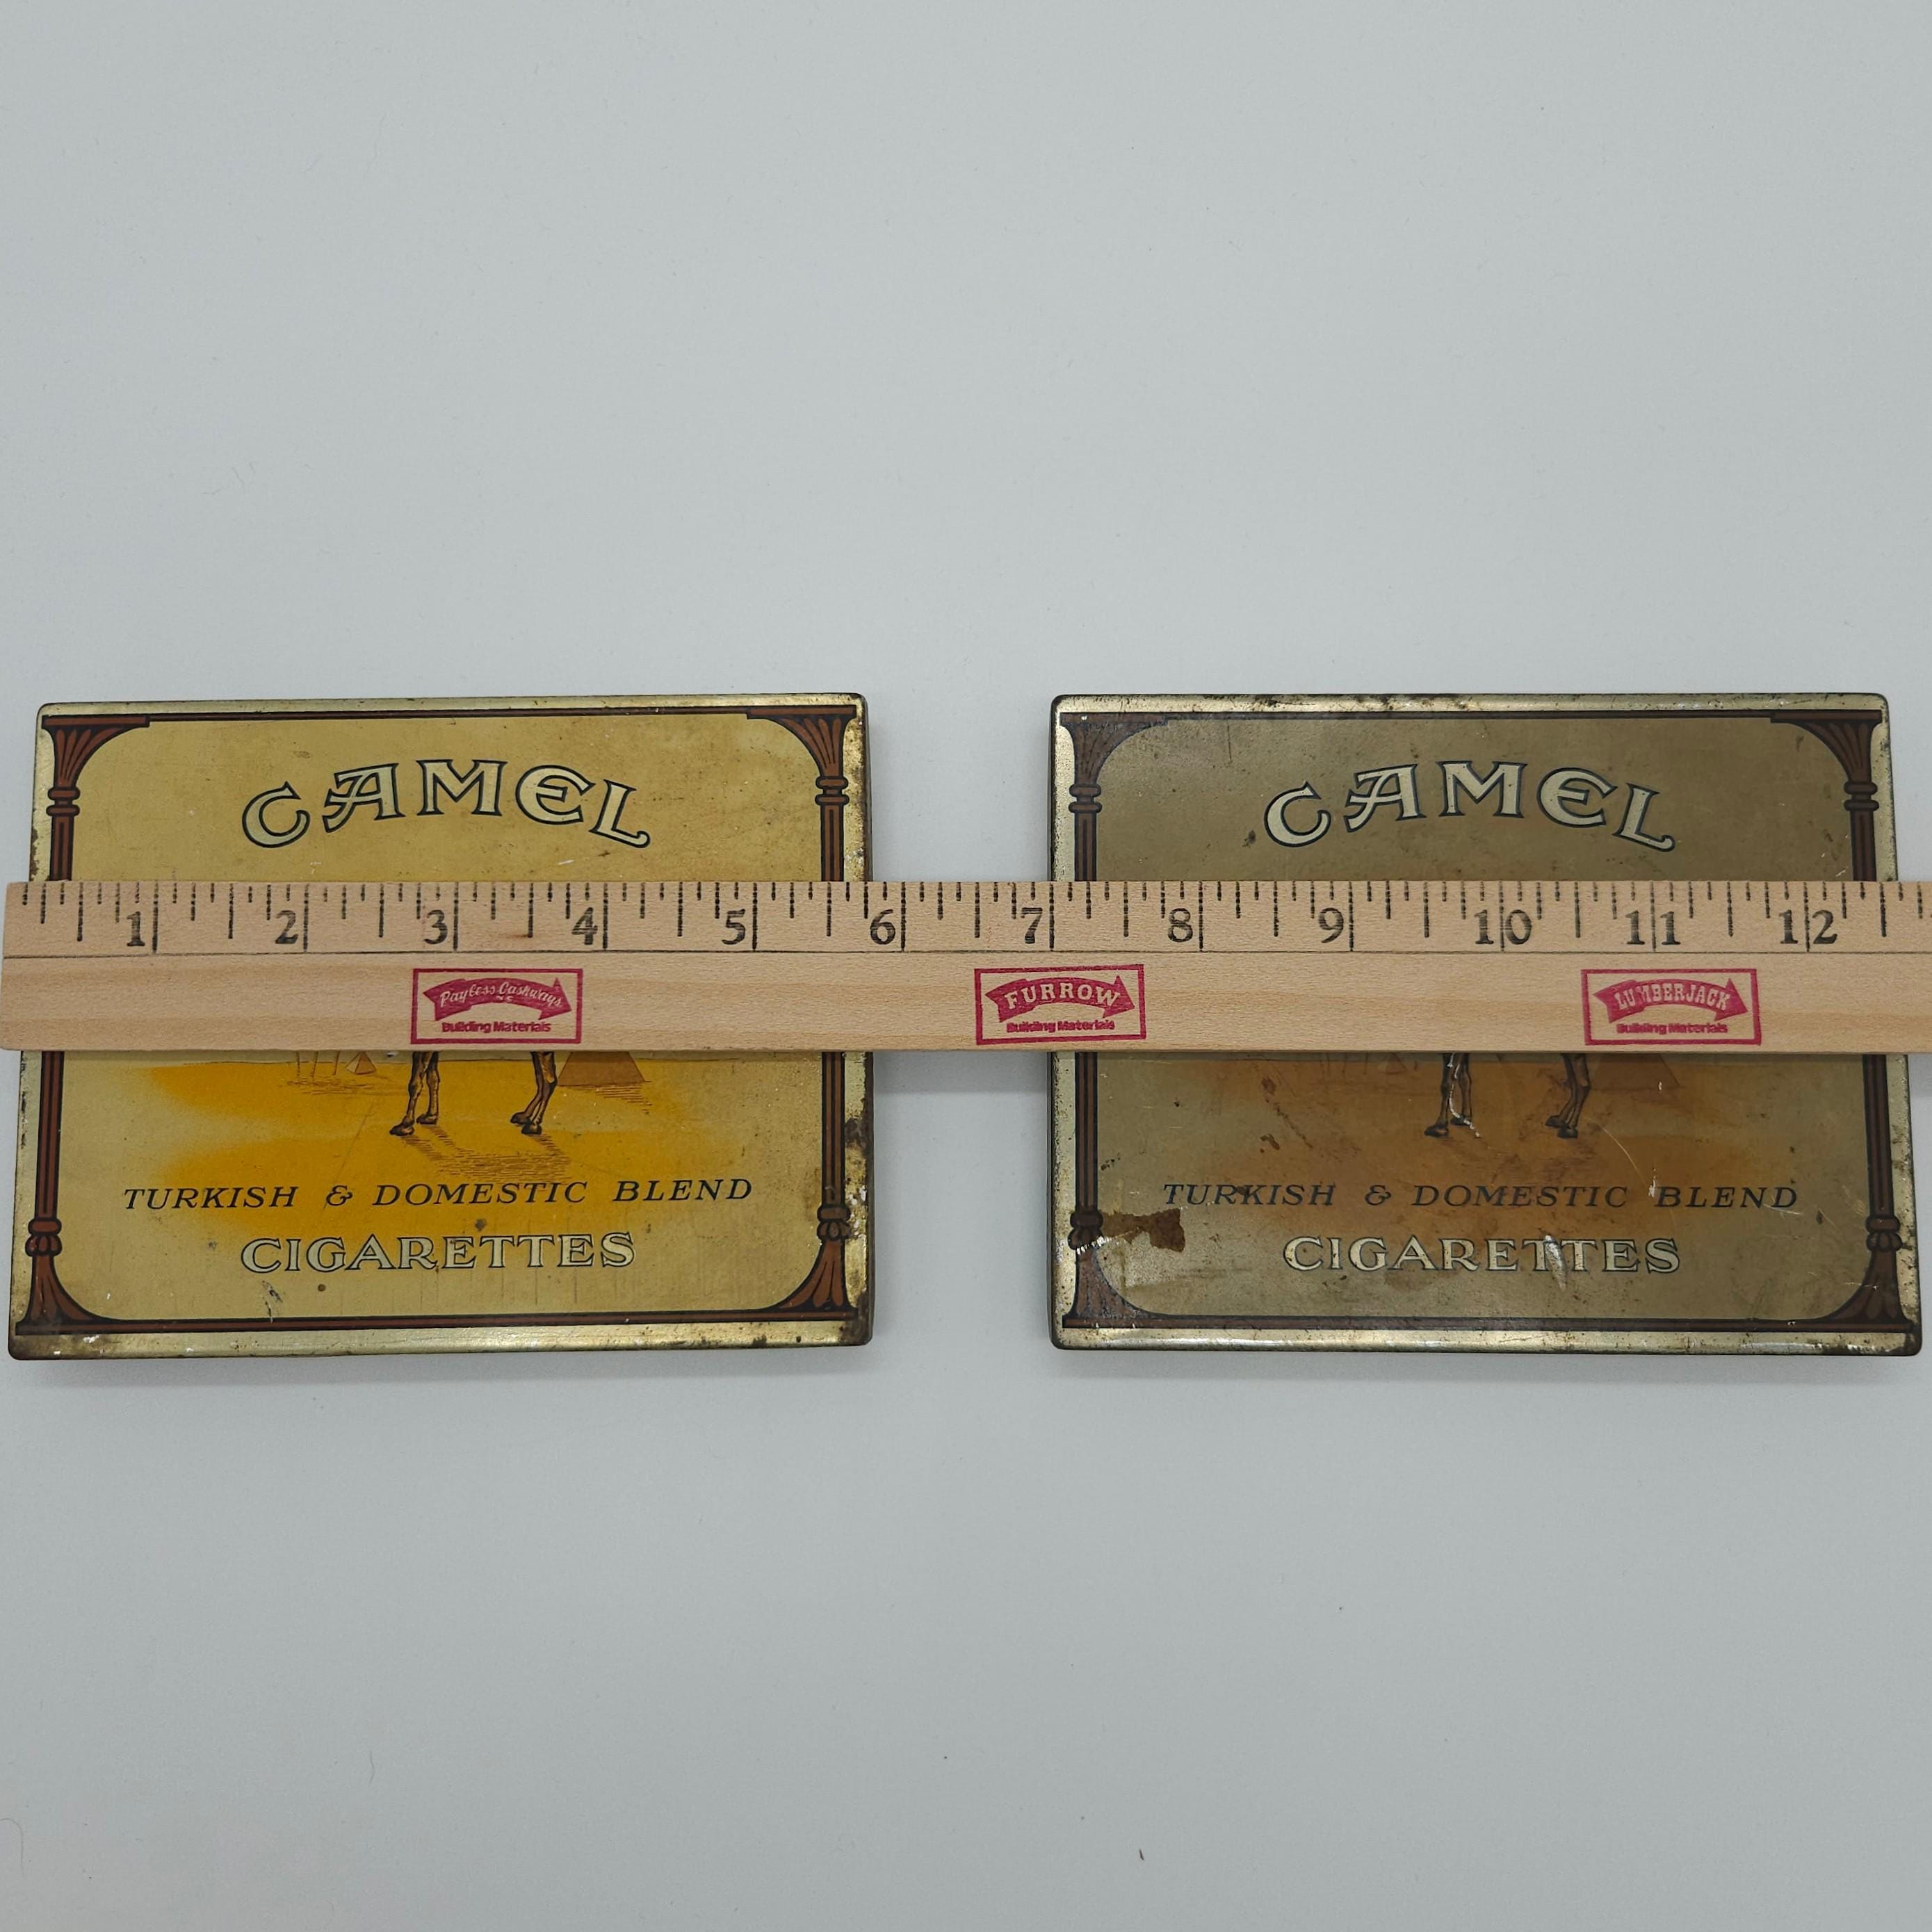 CAMEL
CAMEL
1 2 3 4 5 6 7 8 9 10 11 12
Payless Cashways
Building Materials
FURROW
Building Materials
LUMBERJACK
Building Materials
TURKISH & DOMESTIC BLEND
CIGARETTES
TURKISH & DOMESTIC BLEND
CIGARETTES